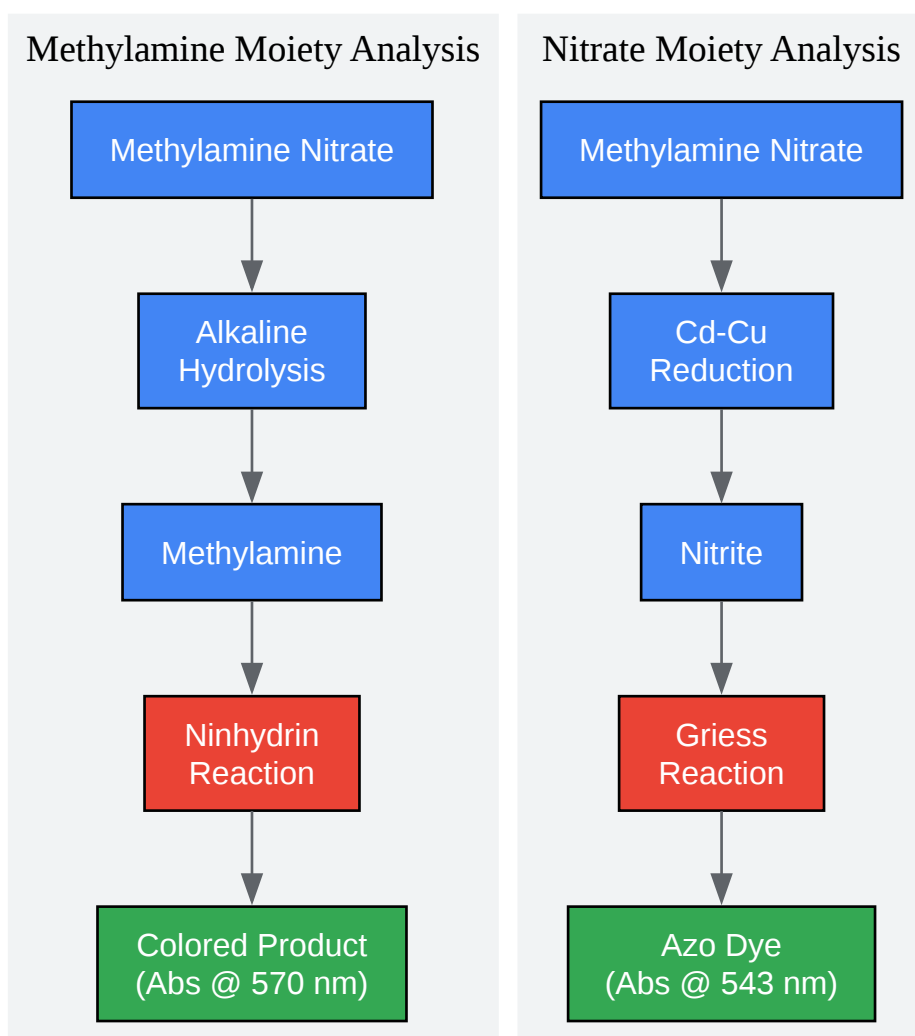 Methylamine Moiety Analysis
Methylamine Nitrate
Alkaline
Hydrolysis
Methylamine
Ninhydrin
Reaction
Colored Product
(Abs @ 570 nm)
Nitrate Moiety Analysis
Methylamine Nitrate
Cd-Cu
Reduction
Nitrite
Griess
Reaction
Azo Dye
(Abs @ 543 nm)